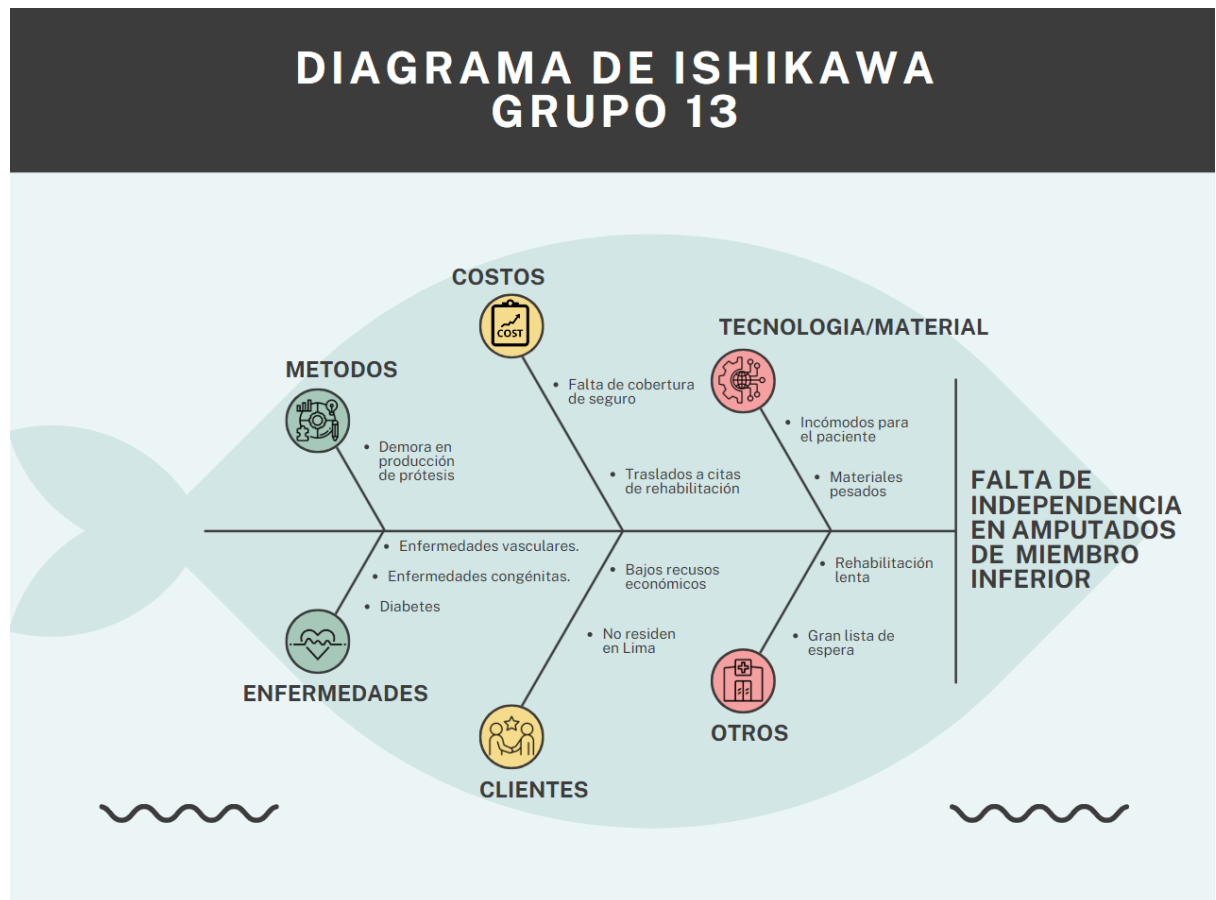 DIAGRAMA DE ISHIKAWA
GRUPO 13
COSTOS
COST
TECNOLOGIA/MATERIAL
METODOS
• Falta de cobertura
de seguro
• Incómodos para
el paciente
• Demora en
producción
de prótesis
• Traslados a citas
de rehabilitación
• Materiales
pesados
FALTA DE
INDEPENDENCIA
EN AMPUTADOS
DE MIEMBRO
INFERIOR
• Enfermedades vasculares.
• Enfermedades congénitas.
• Diabetes
• Bajos recusos
económicos
• No residen
en Lima
• Rehabilitación
lenta
• Gran lista de
espera
ENFERMEDADES
CLIENTES
OTROS